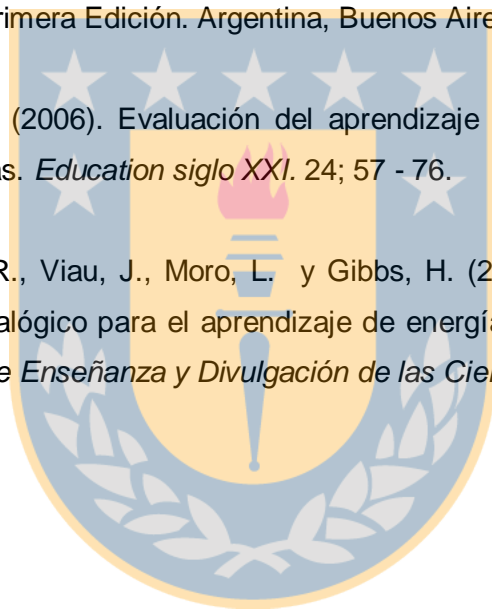 rimera Edición. Argentina, Buenos Aire
(2006). Evaluación del aprendizaje
as. Education siglo XXI. 24; 57 - 76.
R., Viau, J., Moro, L. y Gibbs, H. (2
alógico para el aprendizaje de energía
e Enseñanza y Divulgación de las Cie